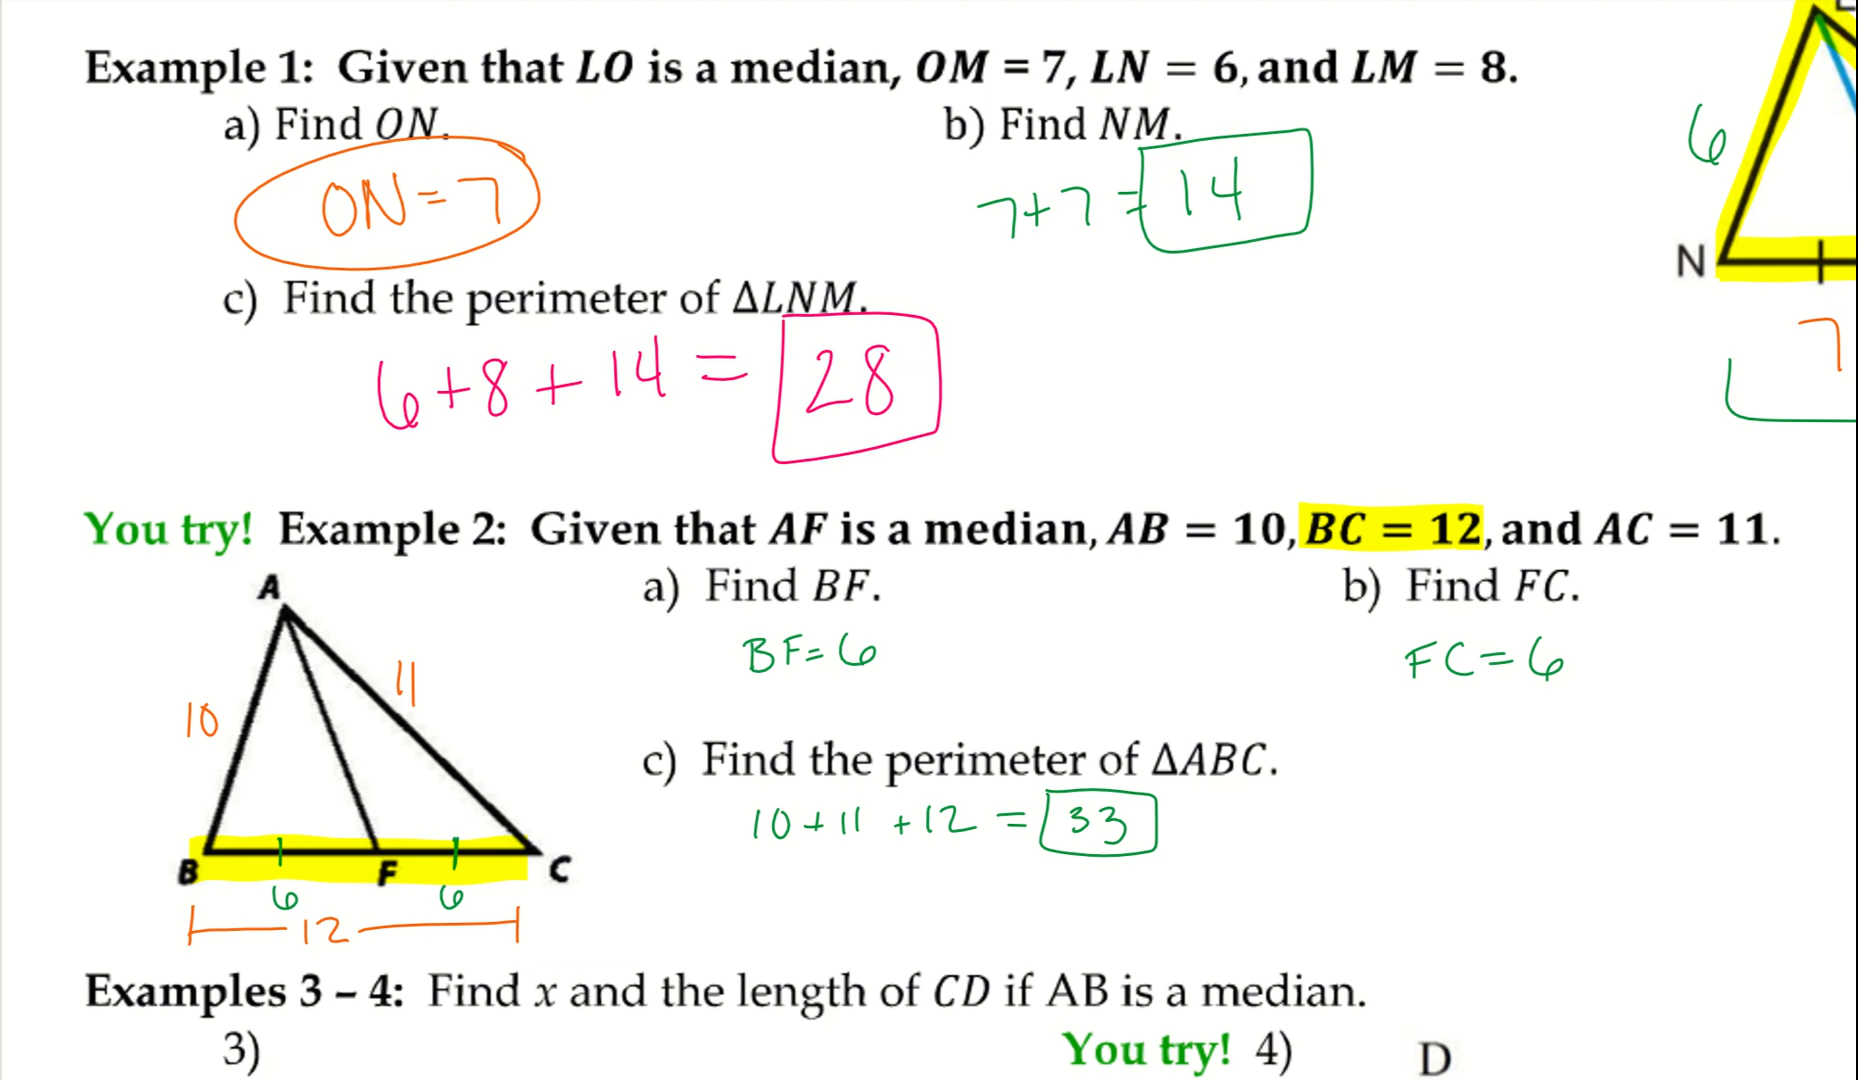 Example 1: Given that LO is a median, OM = 7, LN = 6, and LM = 8.
a) Find ON.
b) Find NM.
ON = 7
7+7 = 14
6
N
7
c) Find the perimeter of ΔLNM.
6+8+14 = 28
You try! Example 2: Given that AF is a median, AB = 10, BC = 12, and AC = 11.
A
a) Find BF.
b) Find FC.
BF = 6
FC = 6
11
10
c) Find the perimeter of ΔABC.
10+11+12 = 33
B
F
C
6
6
12
Examples 3 – 4: Find x and the length of CD if AB is a median.
3)
You try! 4)
D